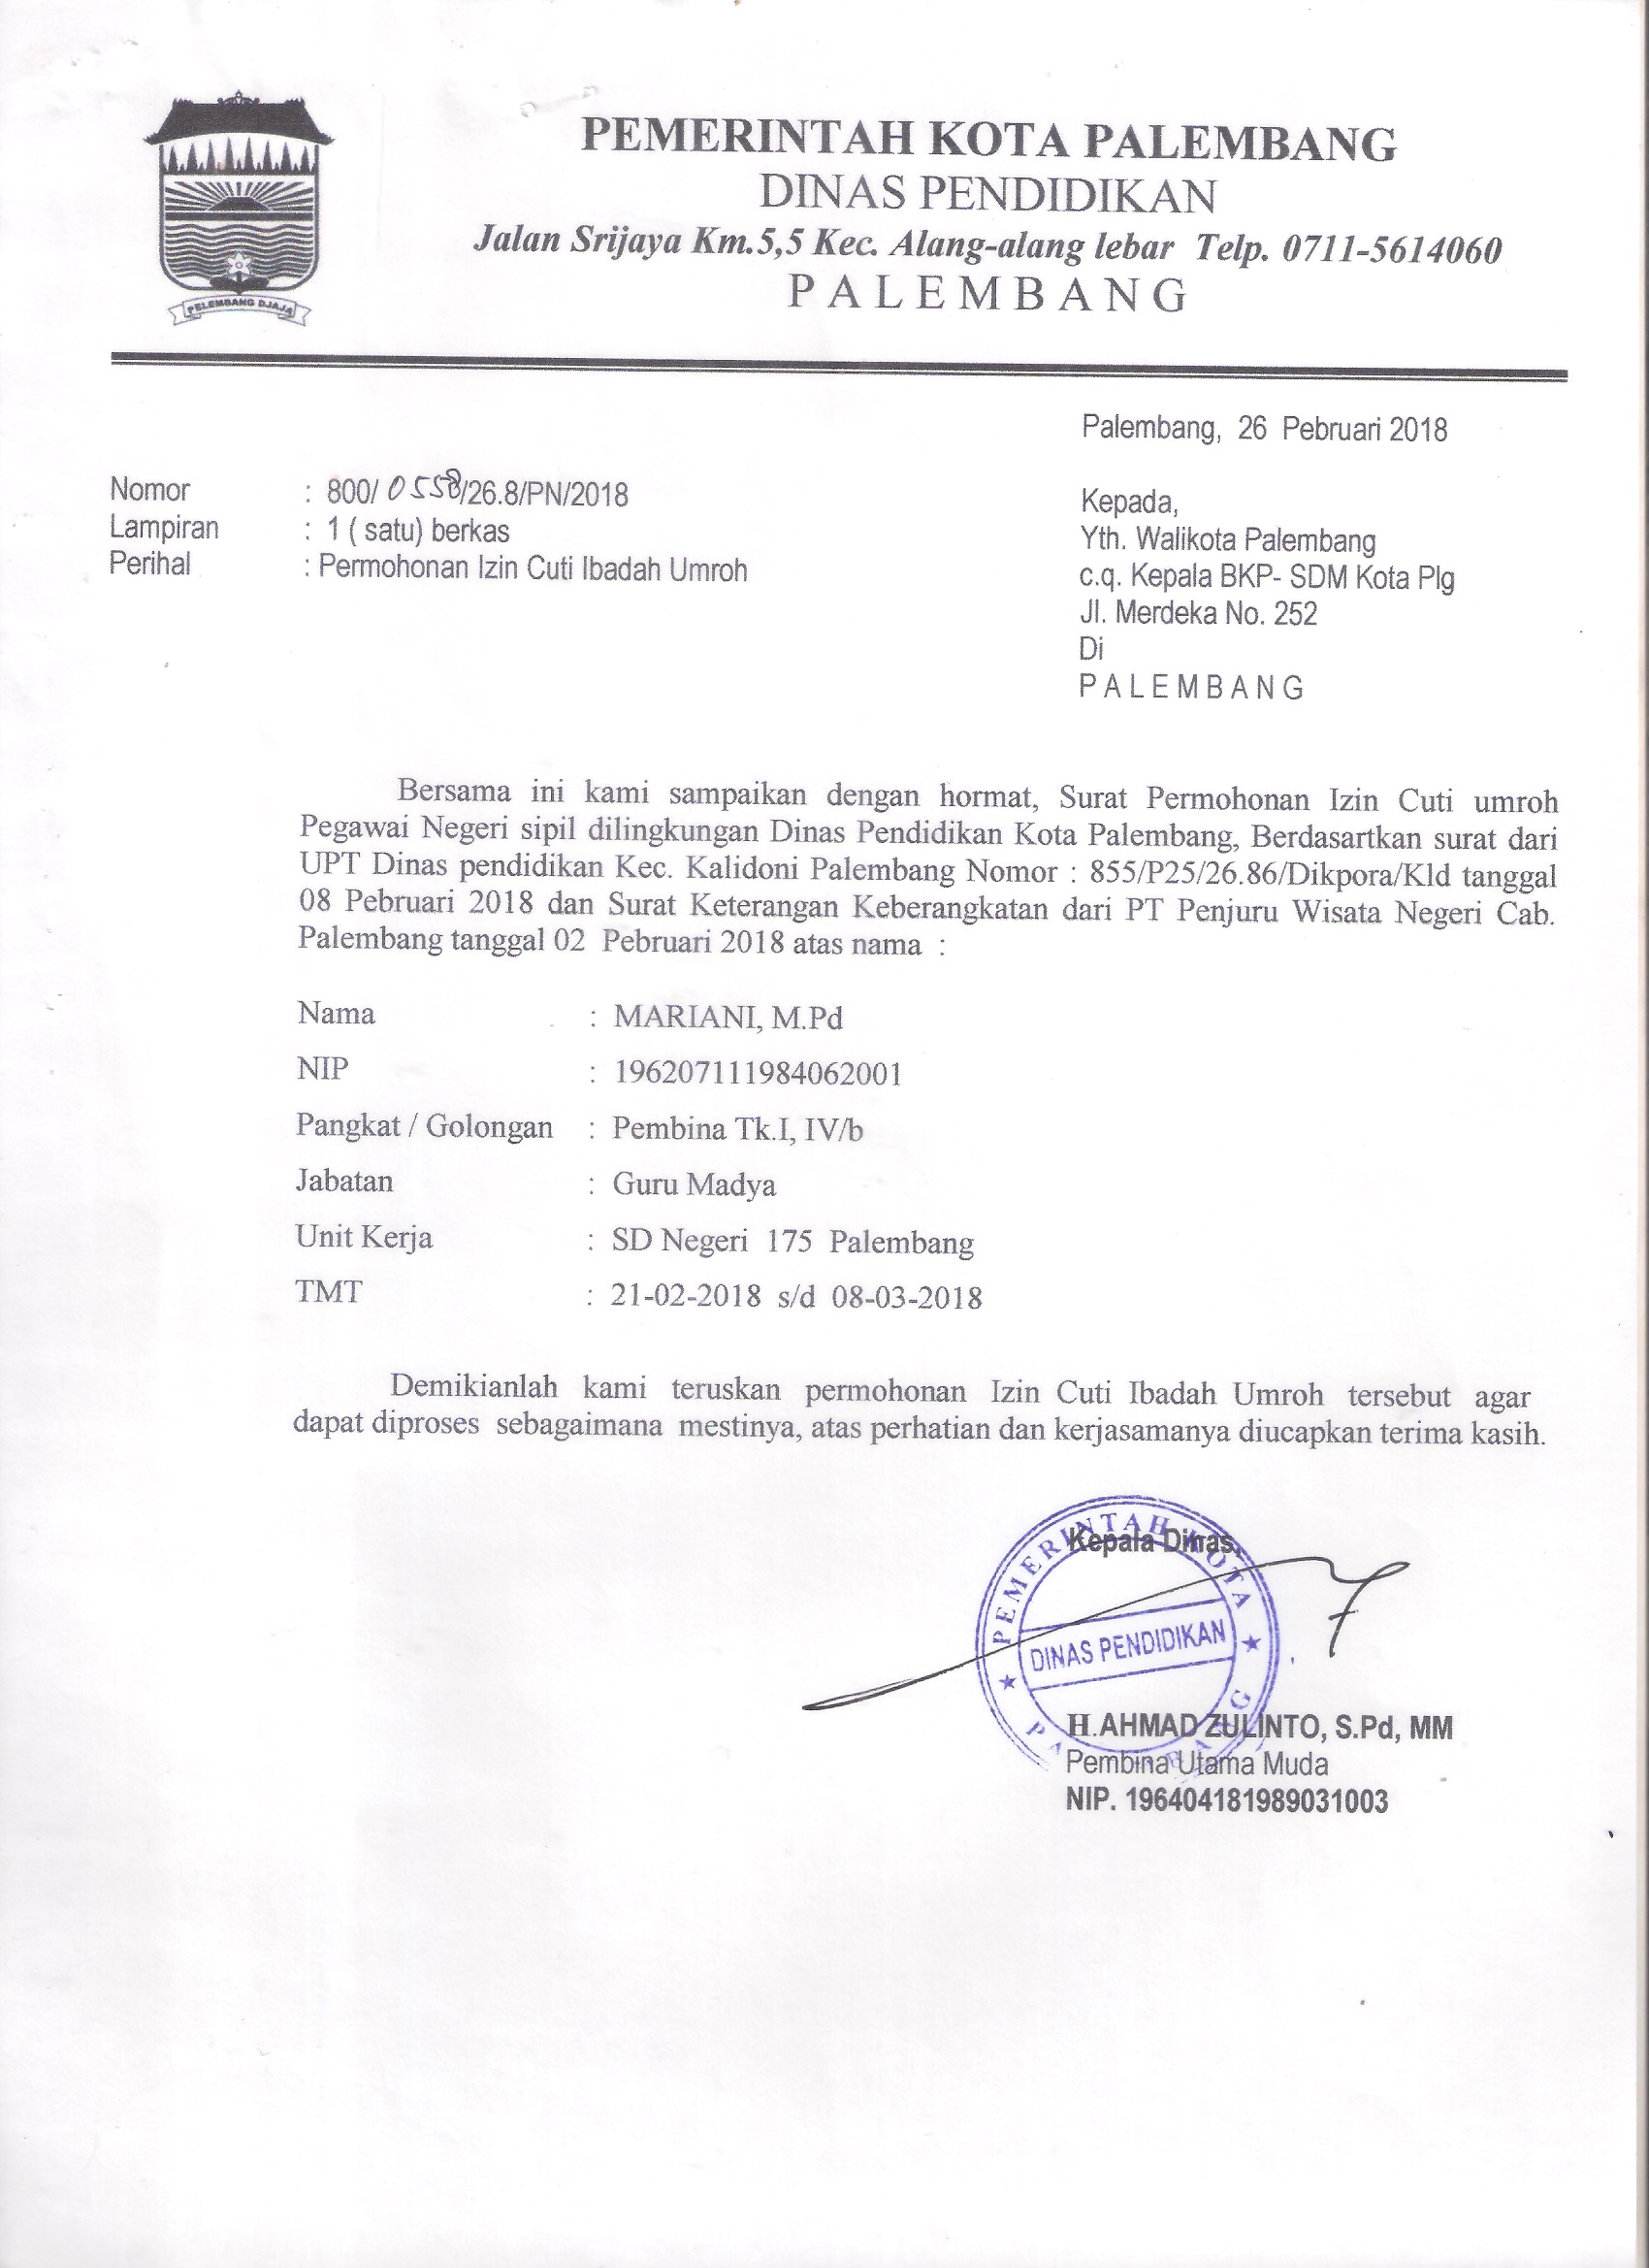 PEMERINTAH KOTA PALEMBANG
DINAS PENDIDIKAN
Jalan Srijaya Km.5,5 Kec. Alang-alang lebar Telp. 0711-5614060
PALEMBANG
PALEMBANG DJAJA
Palembang, 26 Pebruari 2018
Nomor : 800/ 0558/26.8/PN/2018
Lampiran : 1 ( satu) berkas
Perihal : Permohonan Izin Cuti Ibadah Umroh
Kepada,
Yth. Walikota Palembang
c.q. Kepala BKP- SDM Kota Plg
Jl. Merdeka No. 252
Di
PALEMBANG
Bersama ini kami sampaikan dengan hormat, Surat Permohonan Izin Cuti umroh
Pegawai Negeri sipil dilingkungan Dinas Pendidikan Kota Palembang, Berdasartkan surat dari
UPT Dinas pendidikan Kec. Kalidoni Palembang Nomor : 855/P25/26.86/Dikpora/Kld tanggal
08 Pebruari 2018 dan Surat Keterangan Keberangkatan dari PT Penjuru Wisata Negeri Cab.
Palembang tanggal 02 Pebruari 2018 atas nama :
Nama : MARIANI, M.Pd
NIP : 196207111984062001
Pangkat / Golongan : Pembina Tk.I, IV/b
Jabatan : Guru Madya
Unit Kerja : SD Negeri 175 Palembang
TMT : 21-02-2018 s/d 08-03-2018
Demikianlah kami teruskan permohonan Izin Cuti Ibadah Umroh tersebut agar
dapat diproses sebagaimana mestinya, atas perhatian dan kerjasamanya diucapkan terima kasih.
Kepala Dinas,
PEMERINTAH KOTA
DINAS PENDIDIKAN
H.AHMAD ZULINTO, S.Pd, MM
Pembina Utama Muda
NIP. 196404181989031003